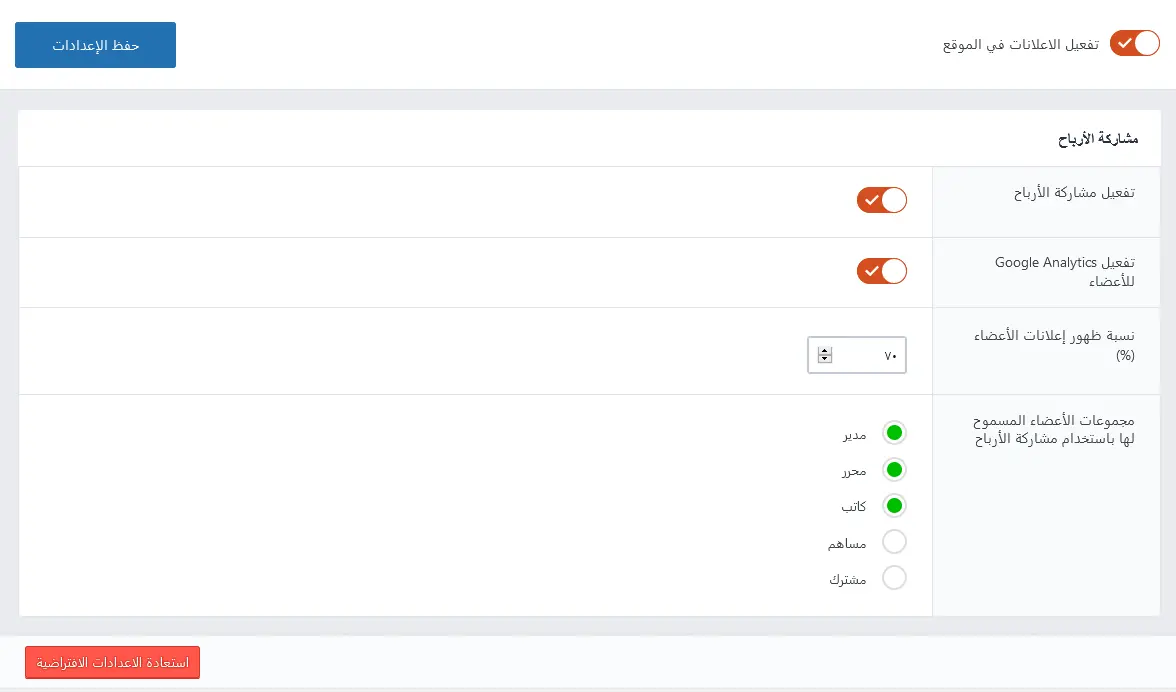 تفعيل الاعلانات في الموقع
حفظ الإعدادات
مشاركة الأرباح
تفعيل مشاركة الأرباح
تفعيل Google Analytics
للأعضاء
نسبة ظهور إعلانات الأعضاء
(%)
٧٠
مجموعات الأعضاء المسموح
لها باستخدام مشاركة الأرباح
مدير
محرر
كاتب
مساهم
مشترك
استعادة الاعدادات الافتراضية